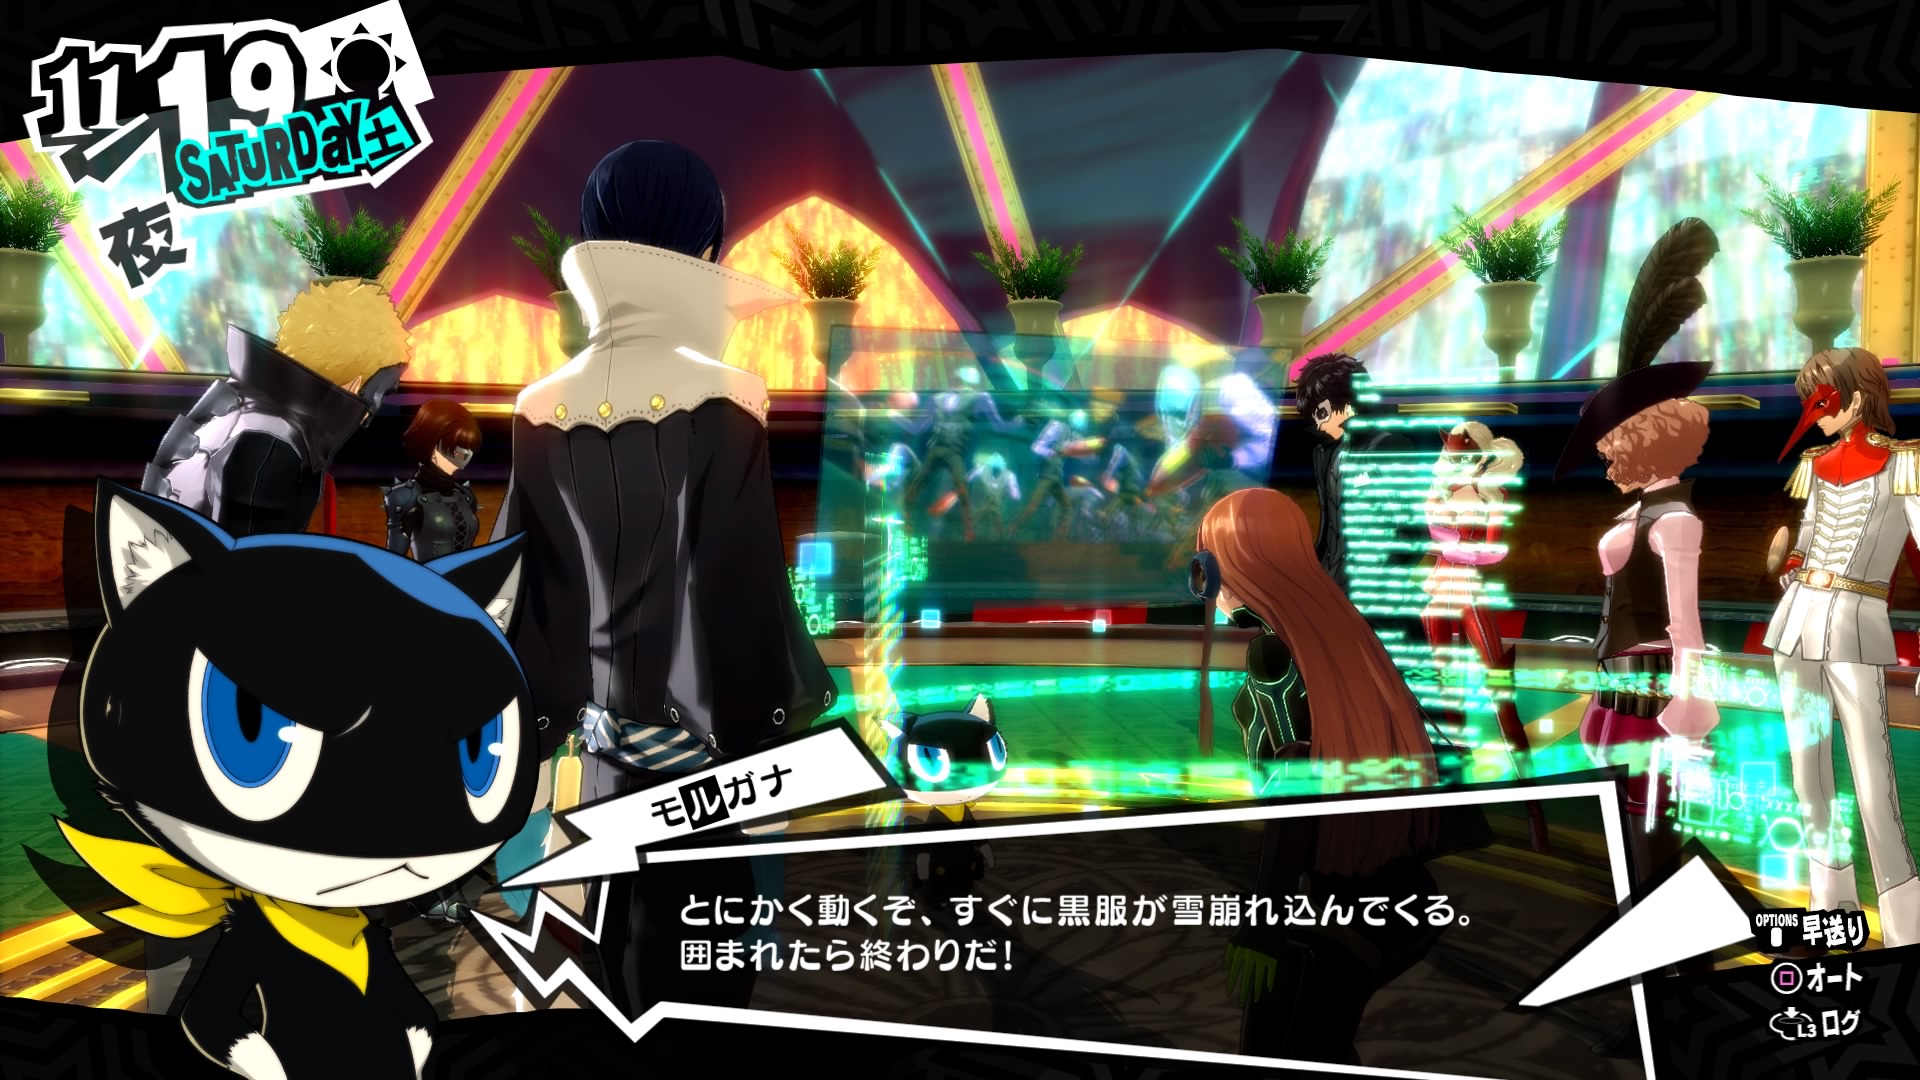 11/19
SATURDAY土
夜
モルガナ
とにかく動くぞ、すぐに黒服が雪崩れ込んでくる。
囲まれたら終わりだ!
OPTIONS 早送り
オート
L3 ログ